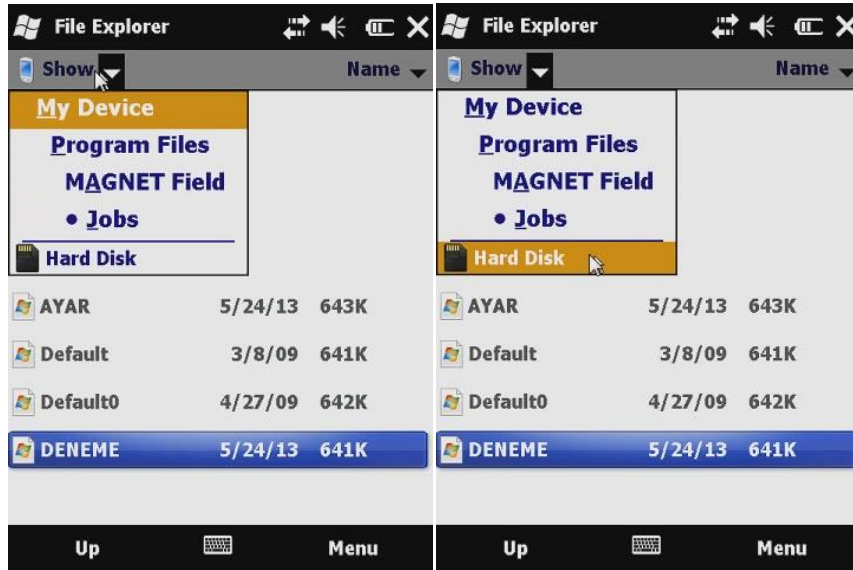 File Explorer
Show Name
My Device
Program Files
MAGNET Field
• Jobs
Hard Disk
AYAR 5/24/13 643K
Default 3/8/09 641K
Default0 4/27/09 642K
DENEME 5/24/13 641K
Up Menu
File Explorer
Show Name
My Device
Program Files
MAGNET Field
• Jobs
Hard Disk
AYAR 5/24/13 643K
Default 3/8/09 641K
Default0 4/27/09 642K
DENEME 5/24/13 641K
Up Menu